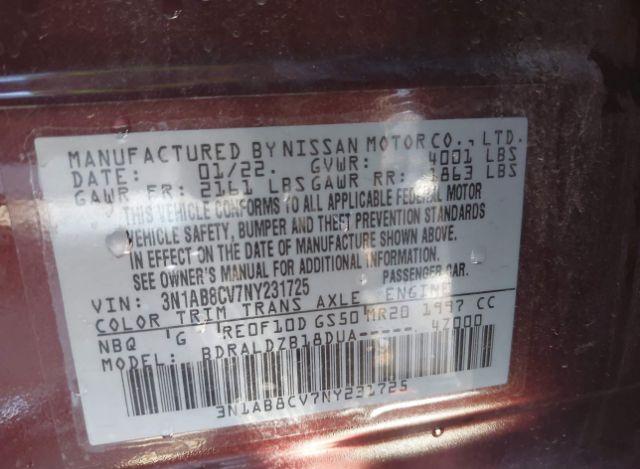 MANUFACTURED BY NISSAN MOTOR CO., LTD.
DATE: 01/22. GVWR: 4001 LBS
GAWR FR: 2161 LBS GAWR RR: 1863 LBS
THIS VEHICLE CONFORMS TO ALL APPLICABLE FEDERAL MOTOR
VEHICLE SAFETY, BUMPER AND THEFT PREVENTION STANDARDS
IN EFFECT ON THE DATE OF MANUFACTURE SHOWN ABOVE.
SEE OWNER'S MANUAL FOR ADDITIONAL INFORMATION.
VIN: 3N1AB8CV7NY231725 PASSENGER CAR.
COLOR TRIM TRANS AXLE ENGINE
NBQ 'G RE0F10D GS50 MR20 1997 CC
MODEL: BDRALDZB18DUA----- 4Z000
3N1AB8CV7NY231725